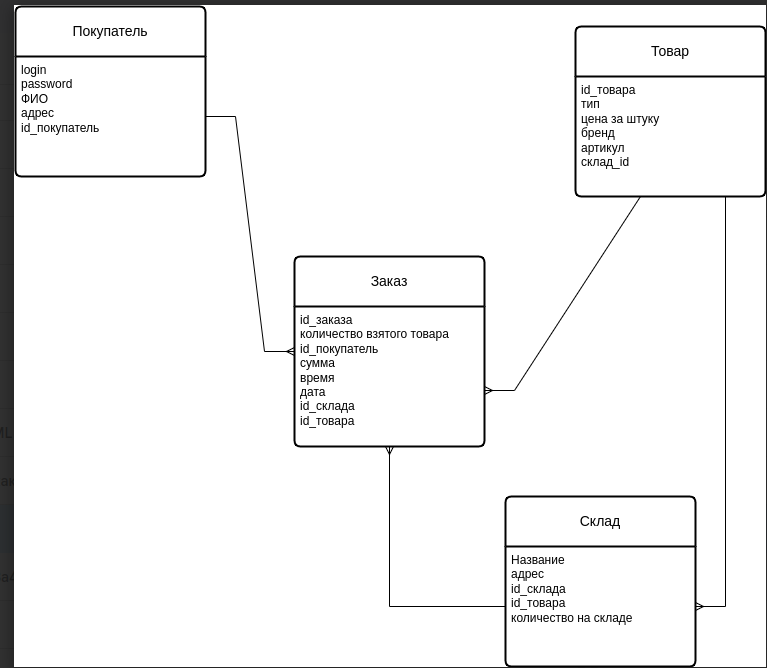 Покупатель
login
password
ФИО
адрес
id_покупатель
Товар
id_товара
тип
цена за штуку
бренд
артикул
склад_id
Заказ
id_заказа
количество взятого товара
id_покупатель
сумма
время
дата
id_склада
id_товара
Склад
Название
адрес
id_склада
id_товара
количество на складе